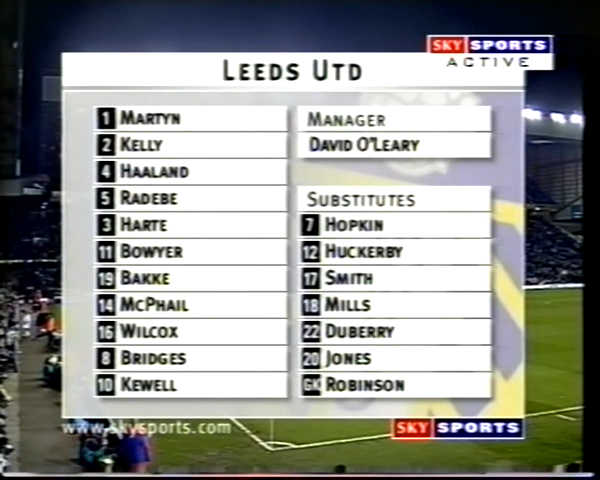 SKY SPORTS
ACTIVE
LEEDS UTD
1 MARTYN
2 KELLY
4 HAALAND
5 RADEBE
3 HARTE
11 BOWYER
19 BAKKE
14 MCPHAIL
16 WILCOX
8 BRIDGES
10 KEWELL
MANAGER
DAVID O'LEARY
SUBSTITUTES
7 HOPKIN
12 HUCKERBY
17 SMITH
18 MILLS
22 DUBERRY
20 JONES
GK ROBINSON
www.skysports.com
SKY SPORTS